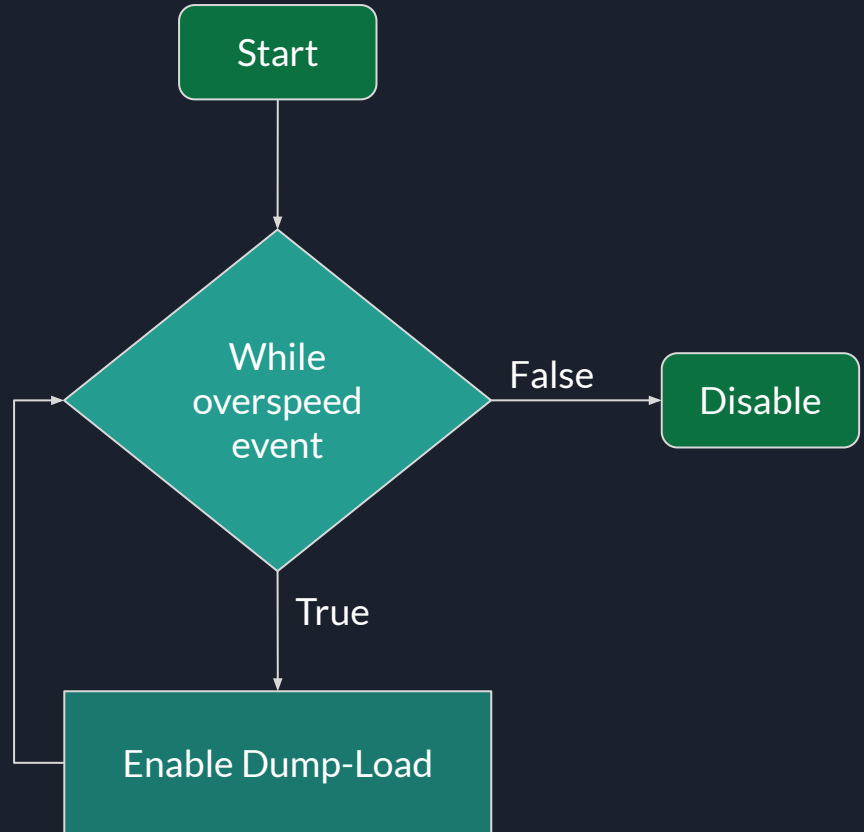 Start
While
overspeed
event
False
Disable
True
Enable Dump-Load